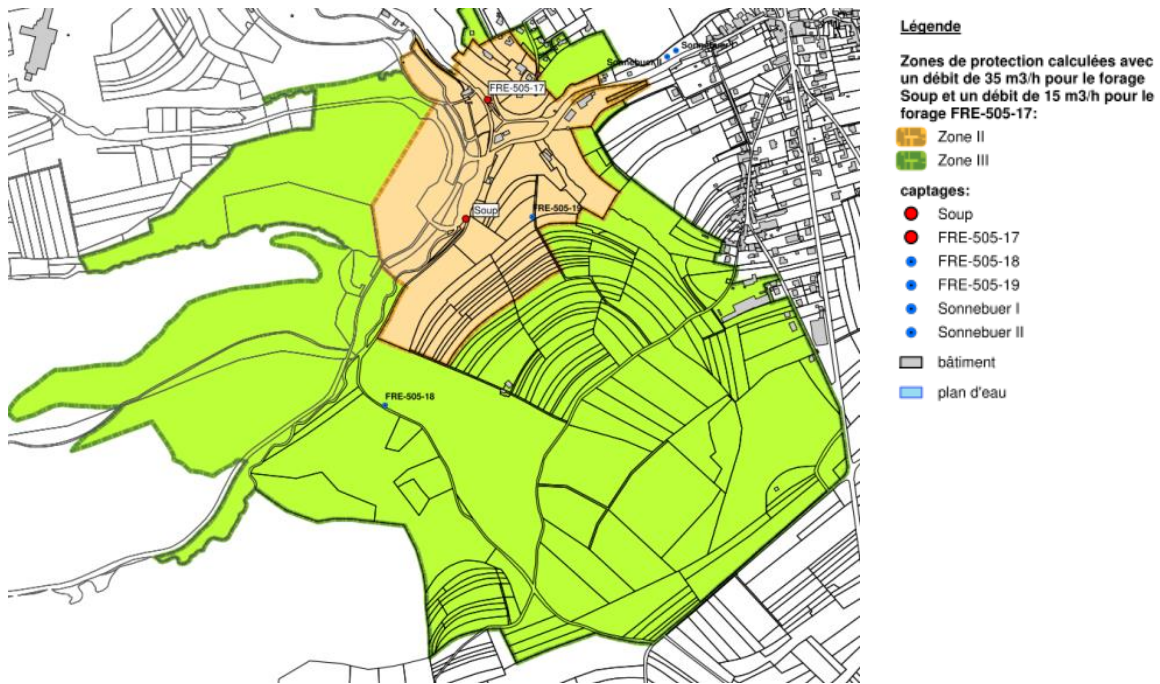 Sonnebuer I
Sonnebuer II
FRE-505-17
Soup
FRE-505-19
FRE-505-18
Légende
Zones de protection calculées avec
un débit de 35 m3/h pour le forage
Soup et un débit de 15 m3/h pour le
forage FRE-505-17:
Zone II
Zone III
captages:
Soup
FRE-505-17
FRE-505-18
FRE-505-19
Sonnebuer I
Sonnebuer II
bâtiment
plan d'eau